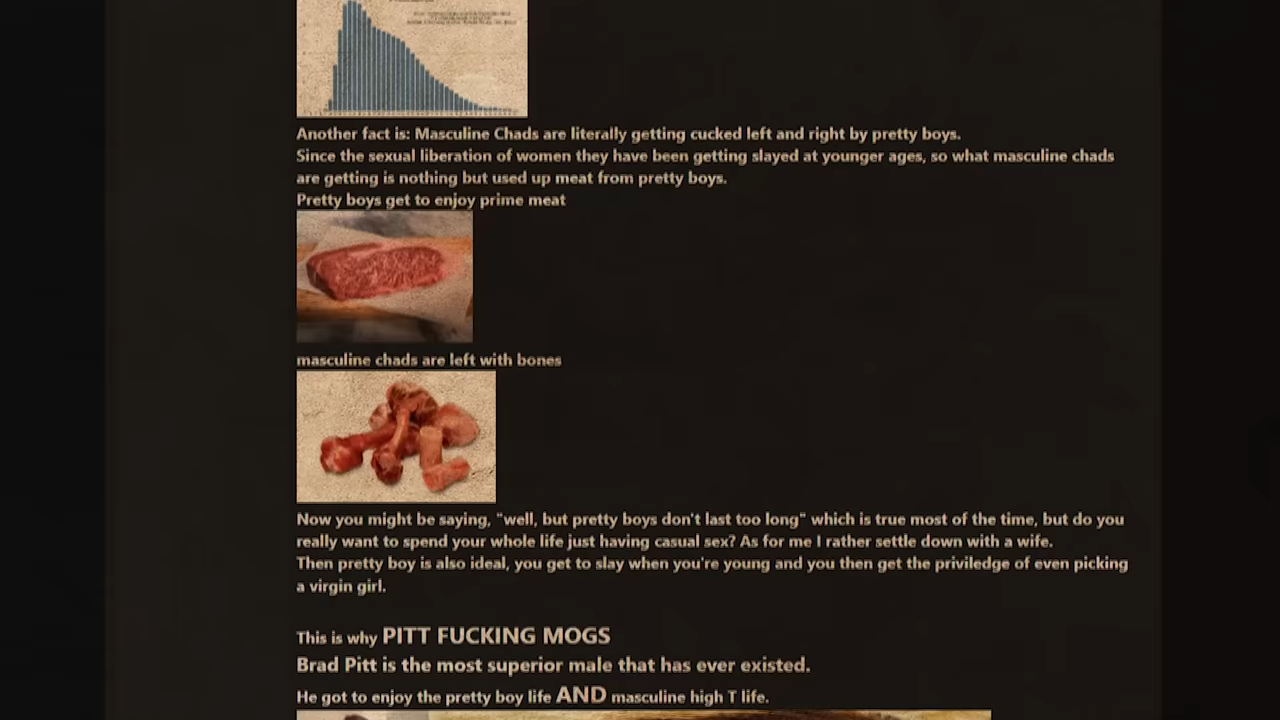 Another fact is: Masculine Chads are literally getting cucked left and right by pretty boys.
Since the sexual liberation of women they have been getting slayed at younger ages, so what masculine chads
are getting is nothing but used up meat from pretty boys.
Pretty boys get to enjoy prime meat
masculine chads are left with bones
Now you might be saying, "well, but pretty boys don't last too long" which is true most of the time, but do you
really want to spend your whole life just having casual sex? As for me I rather settle down with a wife.
Then pretty boy is also ideal, you get to slay when you're young and you then get the priviledge of even picking
a virgin girl.
This is why PITT FUCKING MOGS
Brad Pitt is the most superior male that has ever existed.
He got to enjoy the pretty boy life AND masculine high T life.